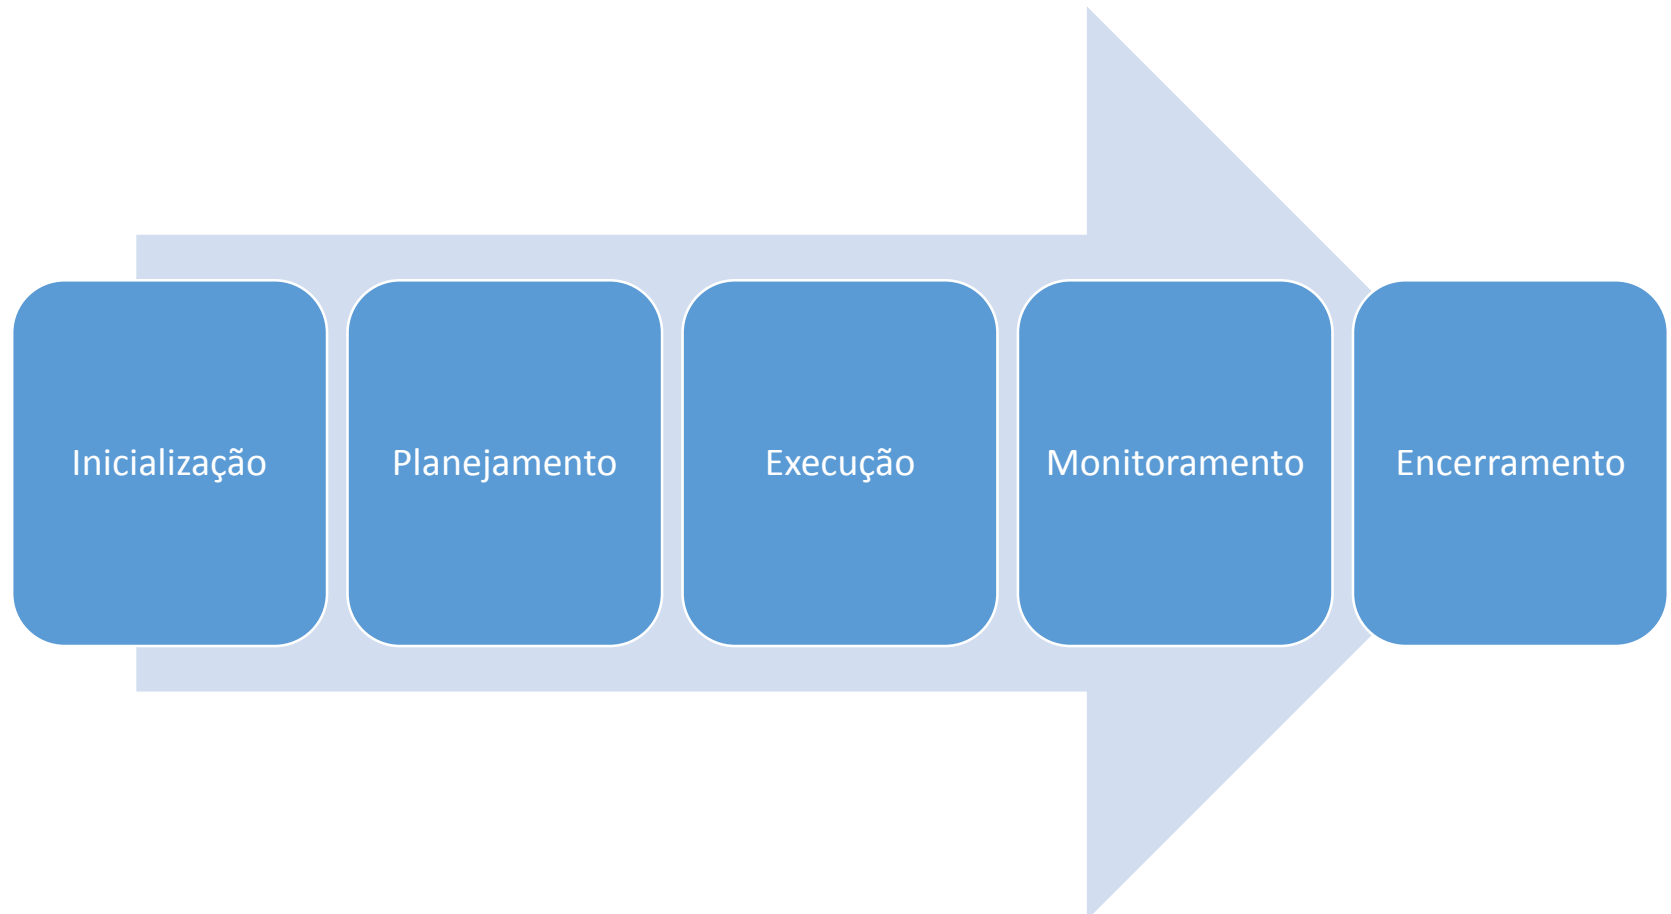 Inicialização
Planejamento
Execução
Monitoramento
Encerramento